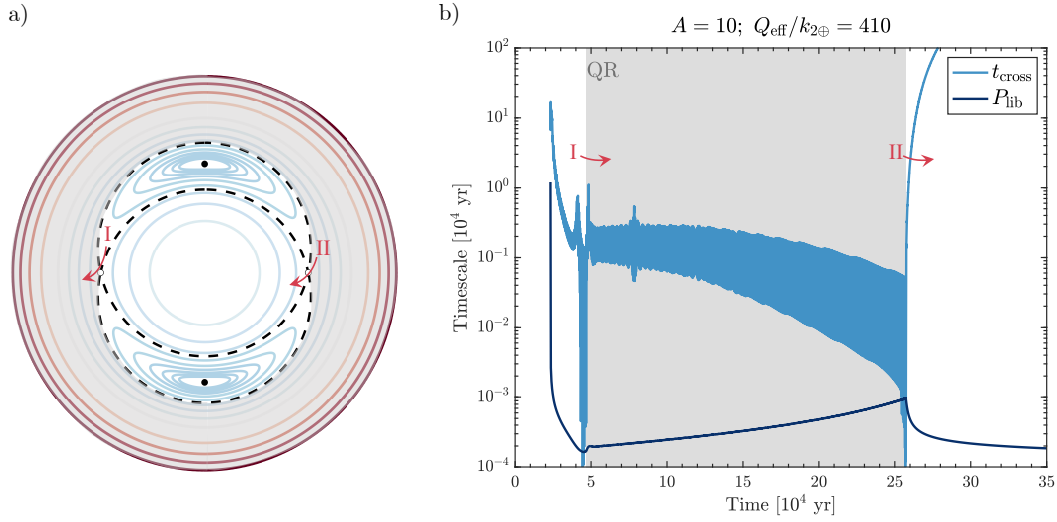 a)
I
II
b)
A = 10; Q_eff/k_2⊕ = 410
QR
t_cross
P_lib
I
II
Timescale [10^4 yr]
10^2
10^1
10^0
10^-1
10^-2
10^-3
10^-4
0 5 10 15 20 25 30 35
Time [10^4 yr]